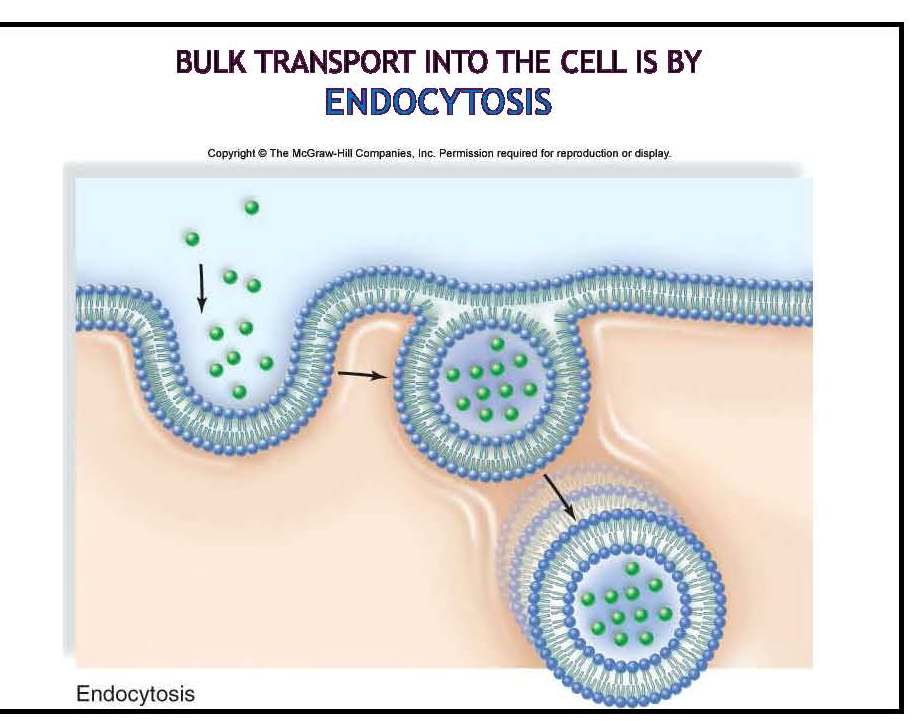 BULK TRANSPORT INTO THE CELL IS BY
ENDOCYTOSIS
Copyright © The McGraw-Hill Companies, Inc. Permission required for reproduction or display.
Endocytosis